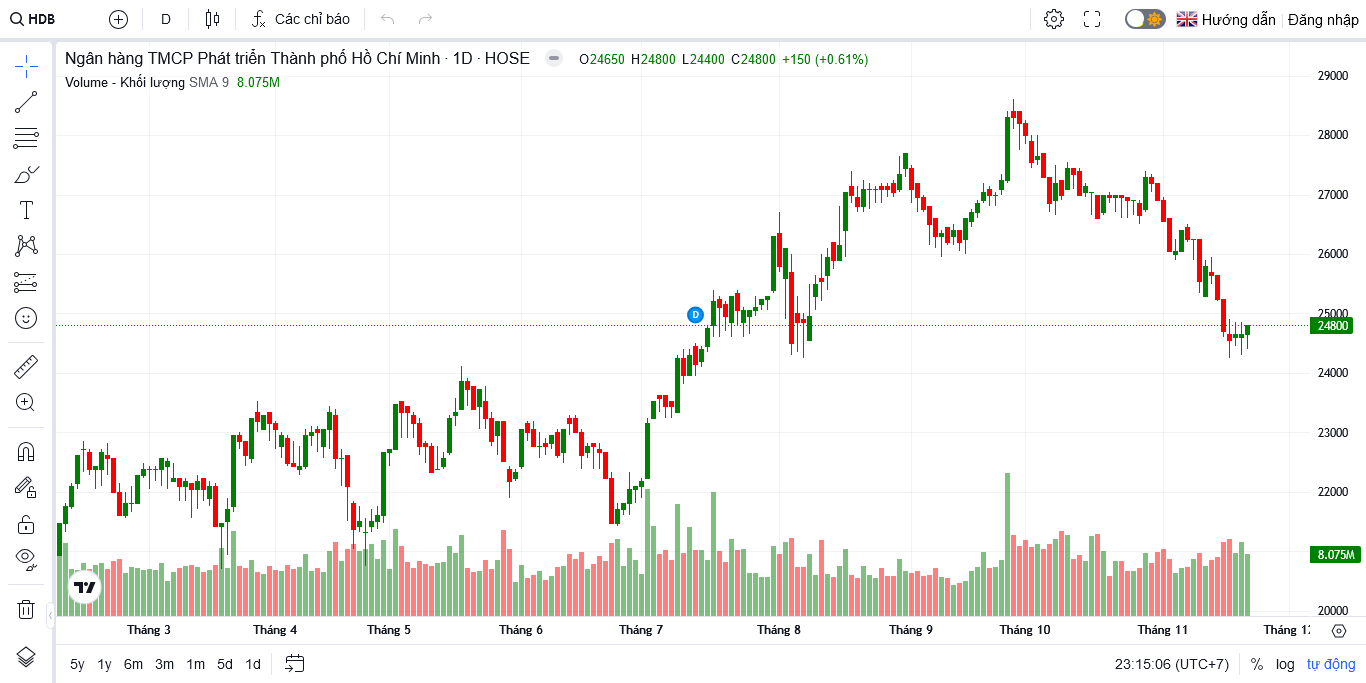 HDB D Các chỉ báo Hướng dẫn Đăng nhập
Ngân hàng TMCP Phát triển Thành phố Hồ Chí Minh · 1D · HOSE O24650 H24800 L24400 C24800 +150 (+0.61%)
Volume - Khối lượng SMA 9 8.075M
29000
28000
27000
26000
25000
D
24800
24000
23000
22000
8.075M
20000
Tháng 3 Tháng 4 Tháng 5 Tháng 6 Tháng 7 Tháng 8 Tháng 9 Tháng 10 Tháng 11 Tháng 1
5y 1y 6m 3m 1m 5d 1d 23:15:06 (UTC+7) % log tự động